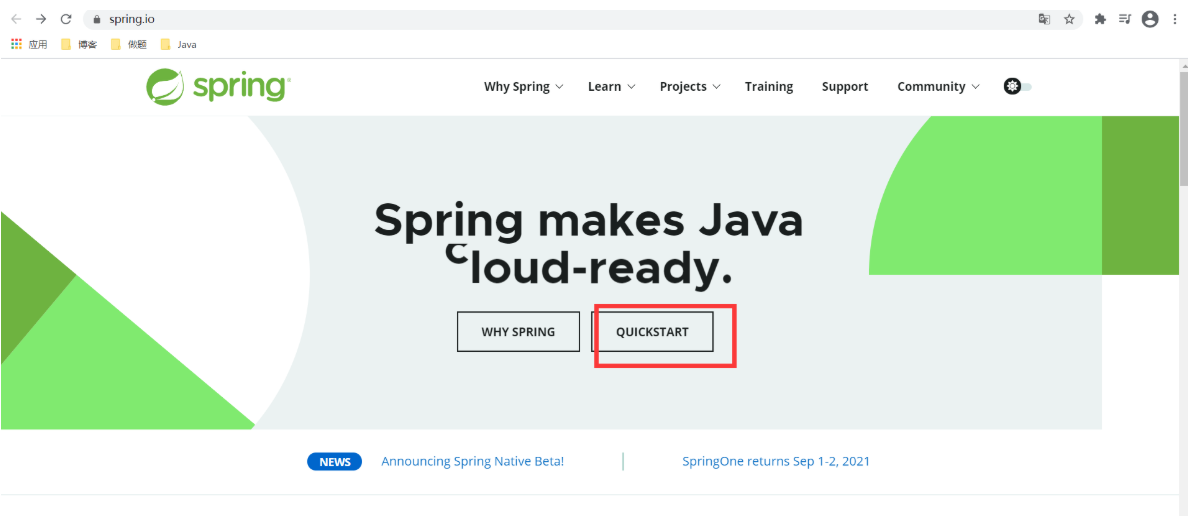 spring.io
应用 博客 做题 Java
spring
Why Spring Learn Projects Training Support Community
Spring makes Java
cloud-ready.
WHY SPRING QUICKSTART
NEWS Announcing Spring Native Beta! SpringOne returns Sep 1-2, 2021